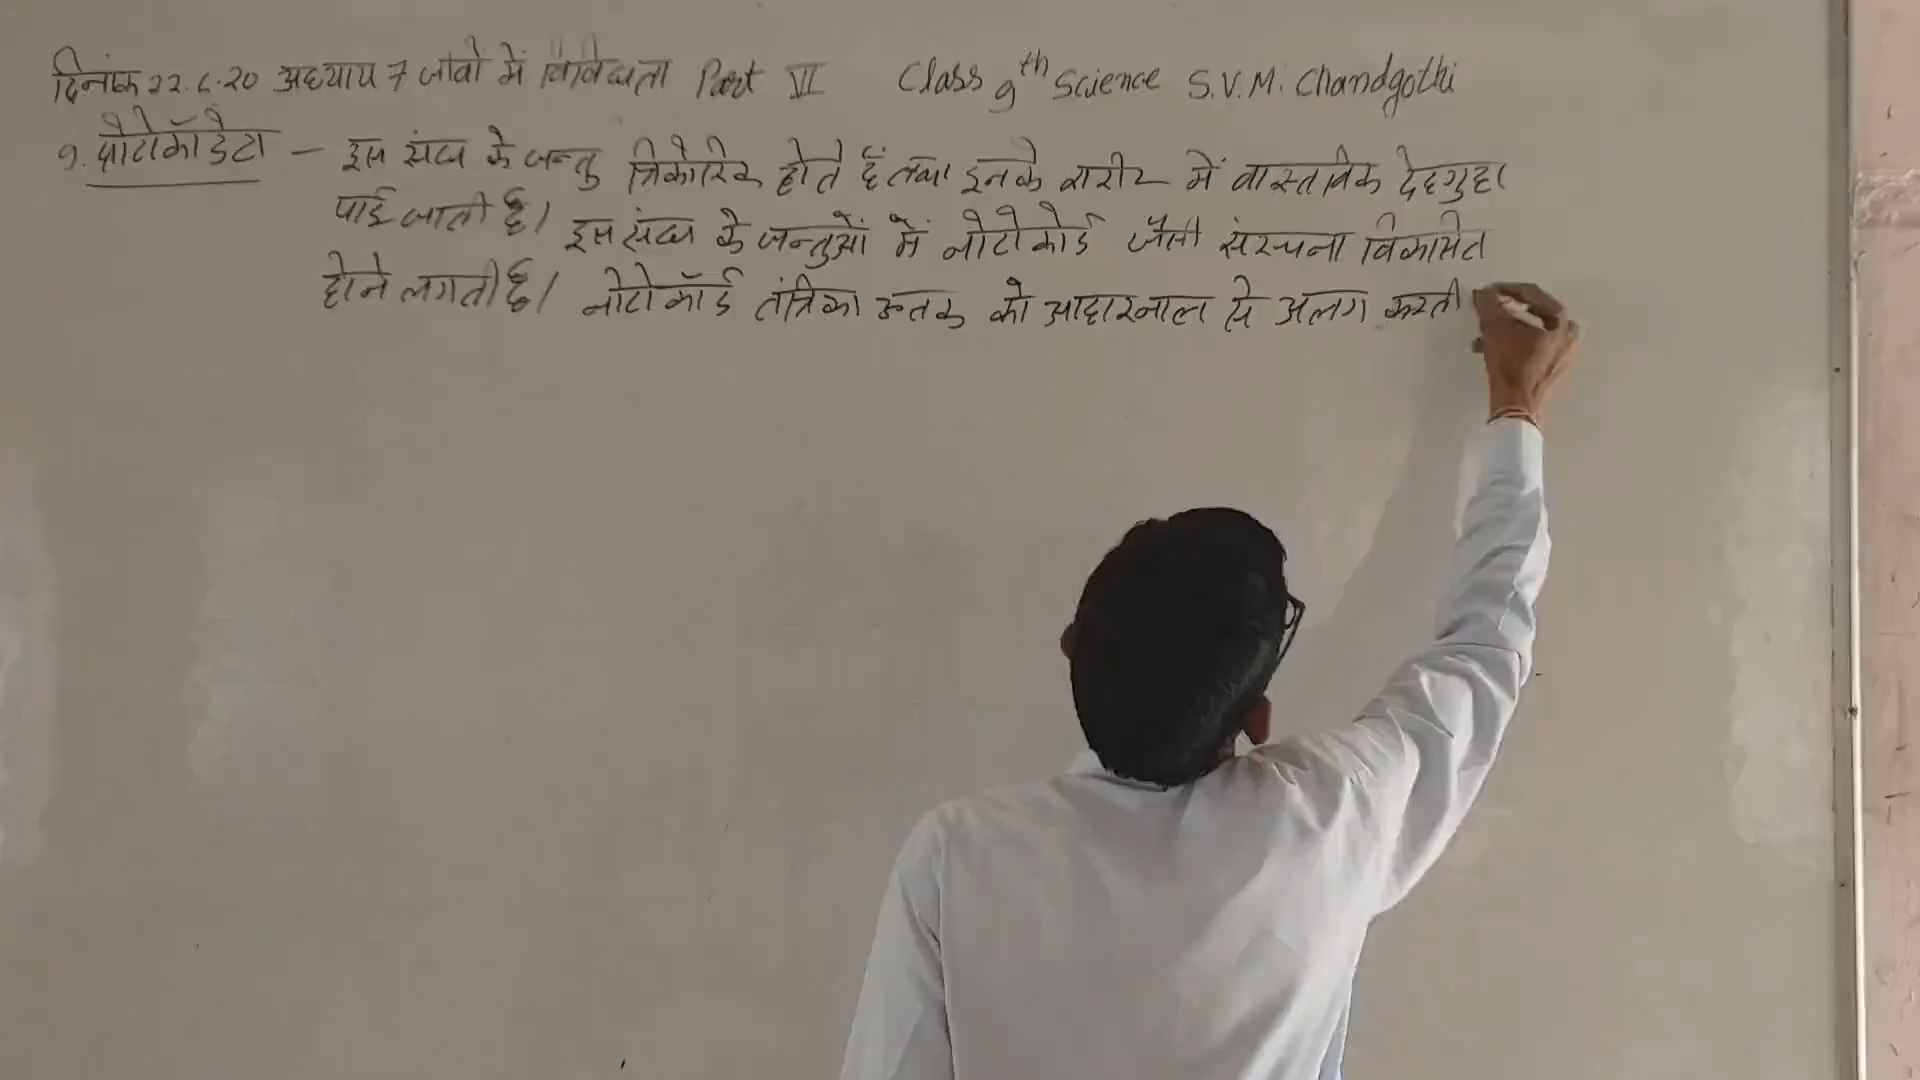 दिनांक 22.6.20 अध्याय 7 जीवों में विविधता Part VI Class 9th Science S.V.M. Chandgothi
9. प्रोटोकॉर्डेटा — इस संघ के जन्तु त्रिकोरिक होते हैं तथा इनके शरीर में वास्तविक देहगुहा
पाई जाती है। इस संघ के जन्तुओं में नोटोकोर्ड जैसी संरचना विकसित
होने लगती है। नोटोकॉर्ड तंत्रिका ऊतक को आहारनाल से अलग करती